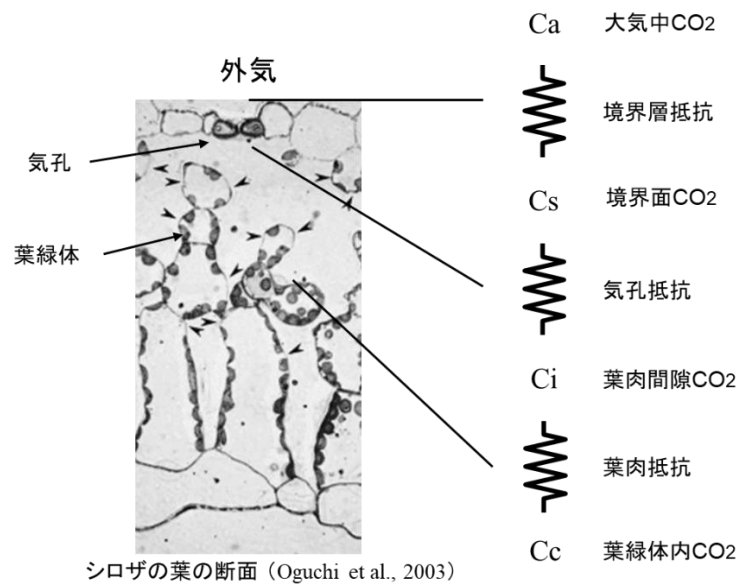 外気
気孔
葉緑体
シロザの葉の断面（Oguchi et al., 2003）
Ca 大気中CO2
境界層抵抗
Cs 境界面CO2
気孔抵抗
Ci 葉肉間隙CO2
葉肉抵抗
Cc 葉緑体内CO2